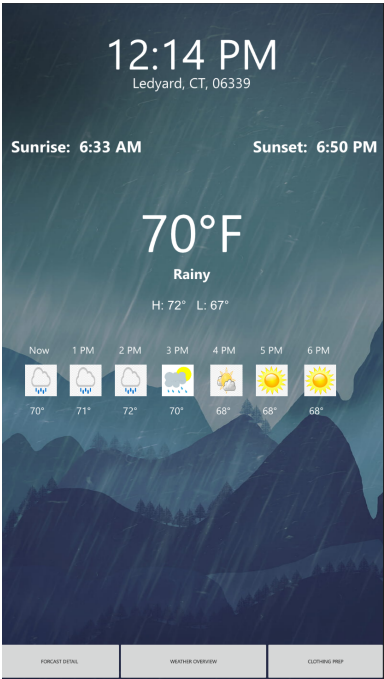 12:14 PM
Ledyard, CT, 06339
Sunrise: 6:33 AM Sunset: 6:50 PM
70°F
Rainy
H: 72° L: 67°
Now 1 PM 2 PM 3 PM 4 PM 5 PM 6 PM
70° 71° 72° 70° 68° 68° 68°
FORCAST DETAIL WEATHER OVERVIEW CLOTHING PREP